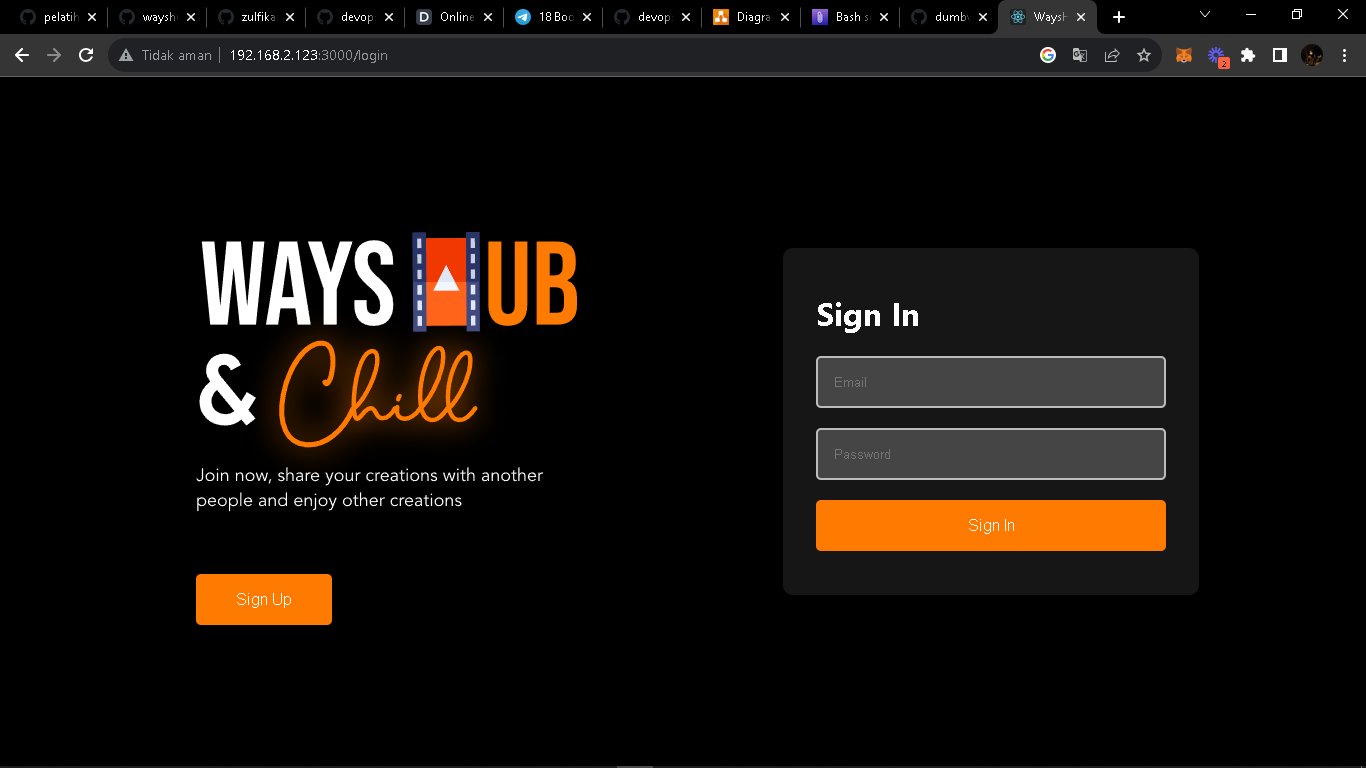 pelatih
waysh
zulfika
devop
Online
18 Boo
devop
Diagra
Bash s
dumbw
WaysH
Tidak aman
192.168.2.123:3000/login
2
WAYS HUB
& Chill
Join now, share your creations with another
people and enjoy other creations
Sign Up
Sign In
Email
Password
Sign In